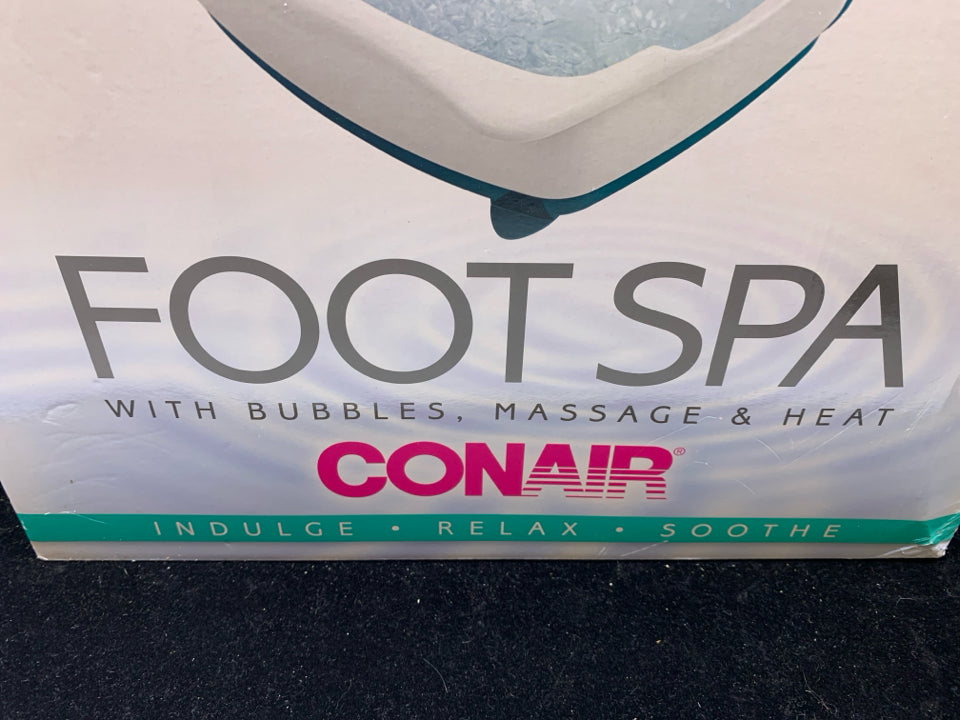 FOOT SPA
WITH BUBBLES, MASSAGE & HEAT
CONAIR®
INDULGE • RELAX • SOOTHE